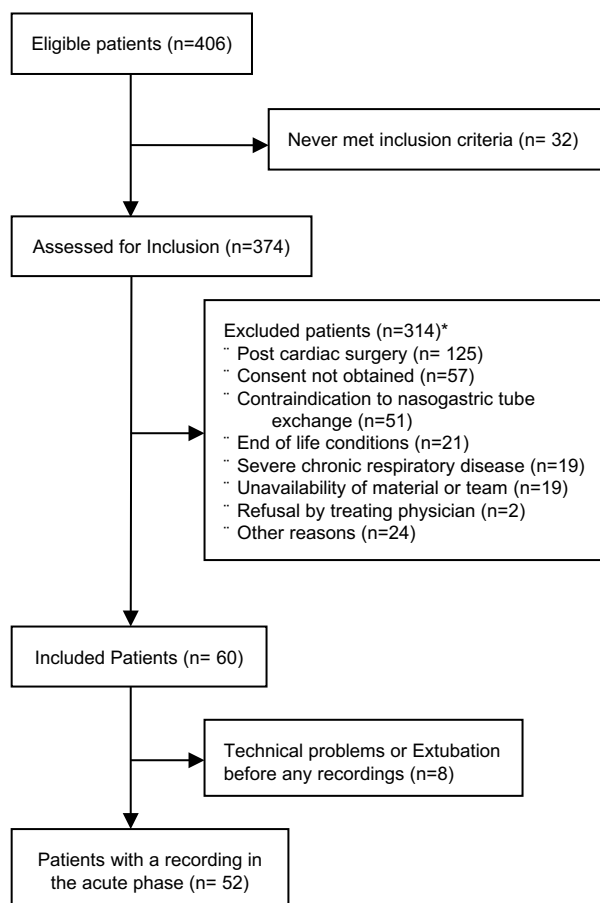 Eligible patients (n=406)
Never met inclusion criteria (n= 32)
Assessed for Inclusion (n=374)
Excluded patients (n=314)*
¨ Post cardiac surgery (n= 125)
¨ Consent not obtained (n=57)
¨ Contraindication to nasogastric tube
exchange (n=51)
¨ End of life conditions (n=21)
¨ Severe chronic respiratory disease (n=19)
¨ Unavailability of material or team (n=19)
¨ Refusal by treating physician (n=2)
¨ Other reasons (n=24)
Included Patients (n= 60)
Technical problems or Extubation
before any recordings (n=8)
Patients with a recording in
the acute phase (n= 52)